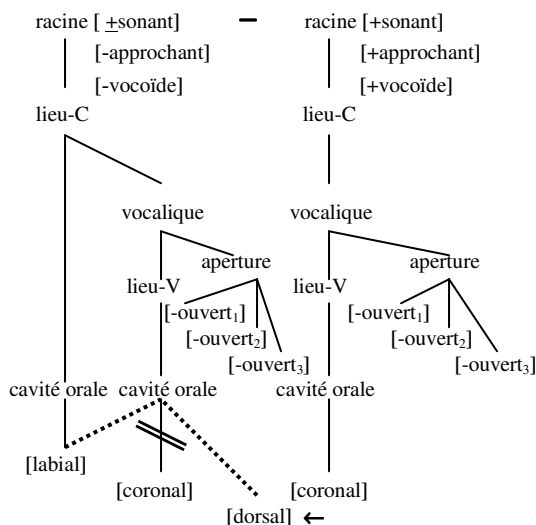 racine [ +sonant] – racine [+sonant]
[-approchant] [+approchant]
[-vocoïde] [+vocoïde]
lieu-C lieu-C
vocalique vocalique
aperture aperture
lieu-V lieu-V
[-ouvert₁] [-ouvert₁]
[-ouvert₂] [-ouvert₂]
[-ouvert₃] [-ouvert₃]
cavité orale cavité orale cavité orale
[labial]
[coronal] [coronal]
[dorsal] ←